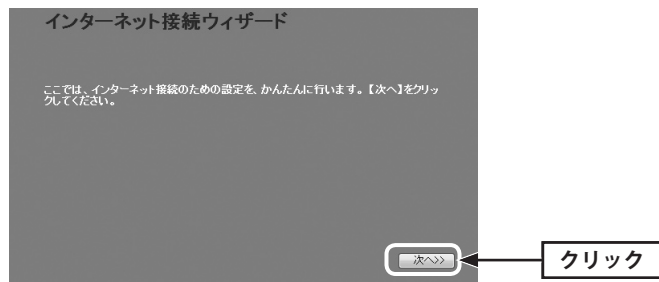 インターネット接続ウィザード
ここでは、インターネット接続のための設定を、かんたんに行います。【次へ】をクリッ
クしてください。
次へ>>
クリック